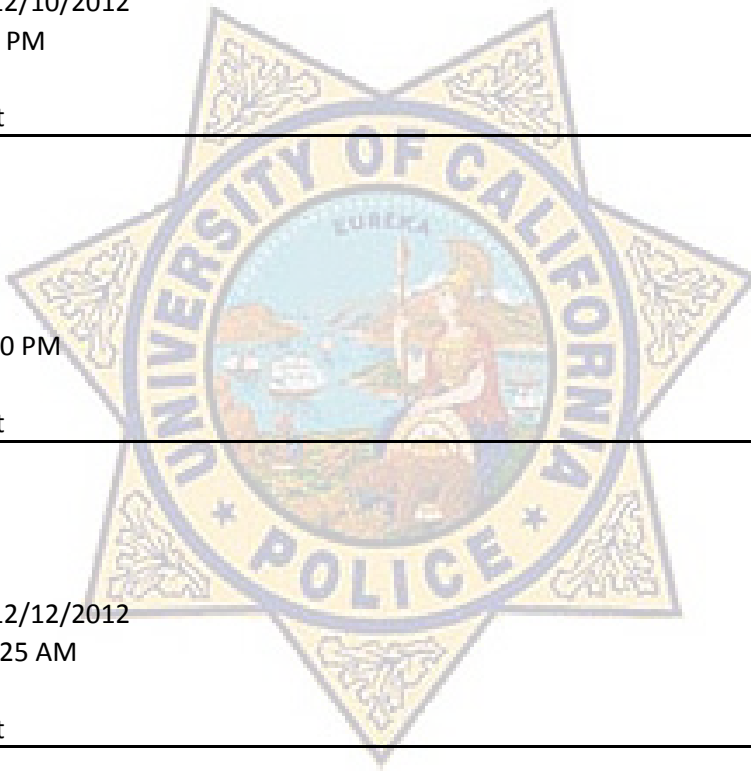 12/10/2012
PM
t
UNIVERSITY OF CALIFORNIA
EUREKA
0 PM
t
* POLICE *
12/12/2012
25 AM
t